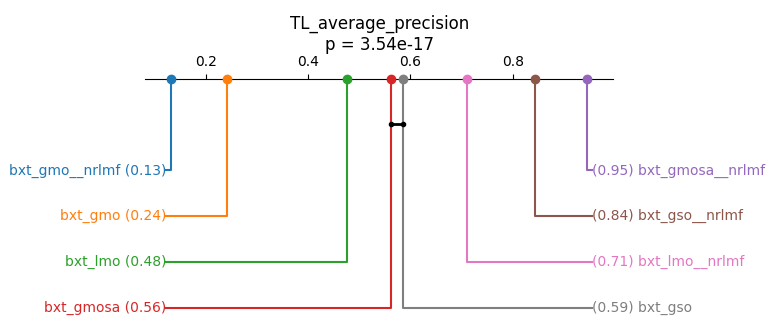 TL_average_precision
p = 3.54e-17
0.2 0.4 0.6 0.8
bxt_gmo__nrlmf (0.13) (0.95) bxt_gmosa__nrlmf
bxt_gmo (0.24) (0.84) bxt_gso__nrlmf
bxt_lmo (0.48) (0.71) bxt_lmo__nrlmf
bxt_gmosa (0.56) (0.59) bxt_gso